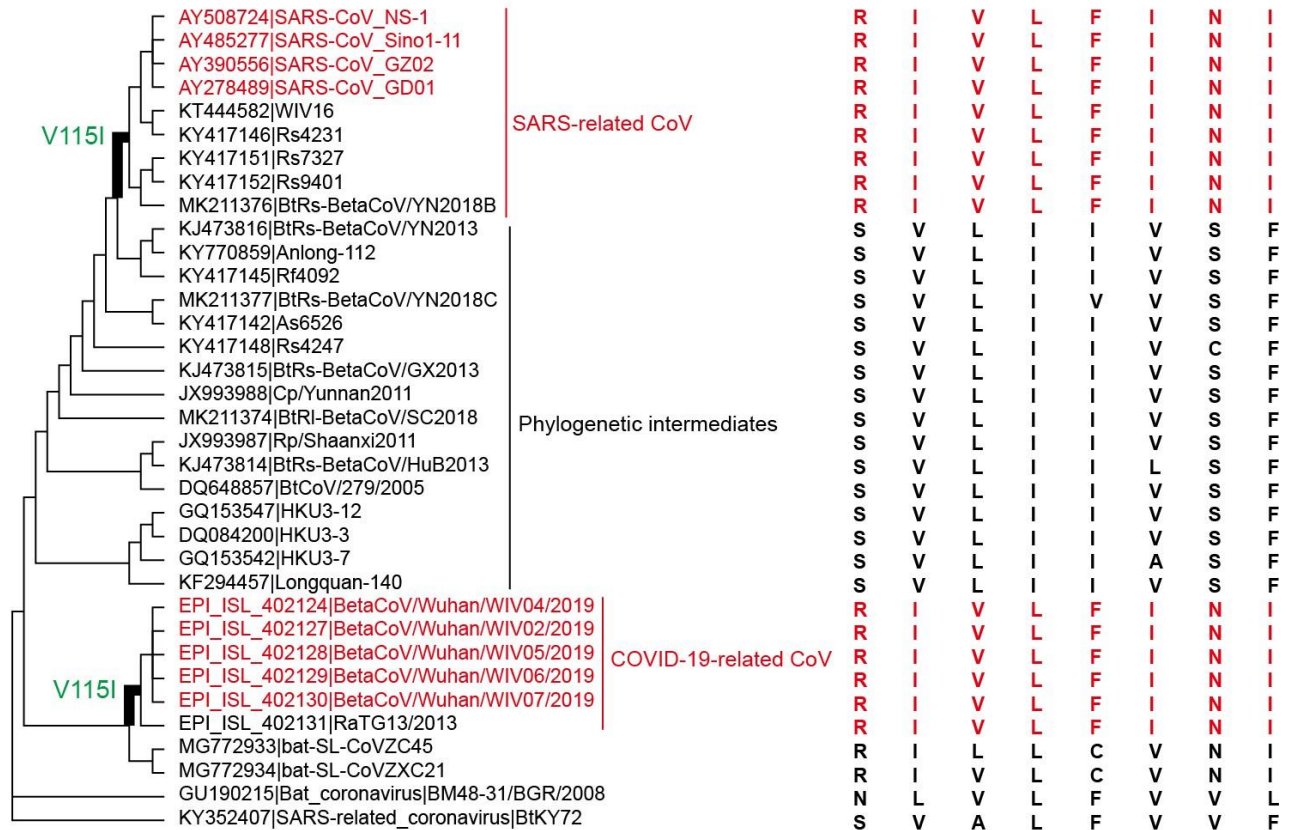 AY508724|SARS-CoV_NS-1 R I V L F I N I
AY485277|SARS-CoV_Sino1-11 R I V L F I N I
AY390556|SARS-CoV_GZ02 R I V L F I N I
AY278489|SARS-CoV_GD01 R I V L F I N I
KT444582|WIV16 R I V L F I N I
SARS-related CoV
V115I
KY417146|Rs4231 R I V L F I N I
KY417151|Rs7327 R I V L F I N I
KY417152|Rs9401 R I V L F I N I
MK211376|BtRs-BetaCoV/YN2018B R I V L F I N I
KJ473816|BtRs-BetaCoV/YN2013 S V L I I V S F
KY770859|Anlong-112 S V L I I V S F
KY417145|Rf4092 S V L I I V S F
MK211377|BtRs-BetaCoV/YN2018C S V L I V V S F
KY417142|As6526 S V L I I V S F
KY417148|Rs4247 S V L I I V C F
KJ473815|BtRs-BetaCoV/GX2013 S V L I I V S F
JX993988|Cp/Yunnan2011 S V L I I V S F
MK211374|BtRl-BetaCoV/SC2018 S V L I I V S F
Phylogenetic intermediates
JX993987|Rp/Shaanxi2011 S V L I I V S F
KJ473814|BtRs-BetaCoV/HuB2013 S V L I I L S F
DQ648857|BtCoV/279/2005 S V L I I V S F
GQ153547|HKU3-12 S V L I I V S F
DQ084200|HKU3-3 S V L I I V S F
GQ153542|HKU3-7 S V L I I A S F
KF294457|Longquan-140 S V L I I V S F
EPI_ISL_402124|BetaCoV/Wuhan/WIV04/2019 R I V L F I N I
EPI_ISL_402127|BetaCoV/Wuhan/WIV02/2019 R I V L F I N I
EPI_ISL_402128|BetaCoV/Wuhan/WIV05/2019 R I V L F I N I
COVID-19-related CoV
EPI_ISL_402129|BetaCoV/Wuhan/WIV06/2019 R I V L F I N I
V115I
EPI_ISL_402130|BetaCoV/Wuhan/WIV07/2019 R I V L F I N I
EPI_ISL_402131|RaTG13/2013 R I V L F I N I
MG772933|bat-SL-CoVZC45 R I L L C V N I
MG772934|bat-SL-CoVZXC21 R I V L C V N I
GU190215|Bat_coronavirus|BM48-31/BGR/2008 N L V L F V V L
KY352407|SARS-related_coronavirus|BtKY72 S V A L F V V F